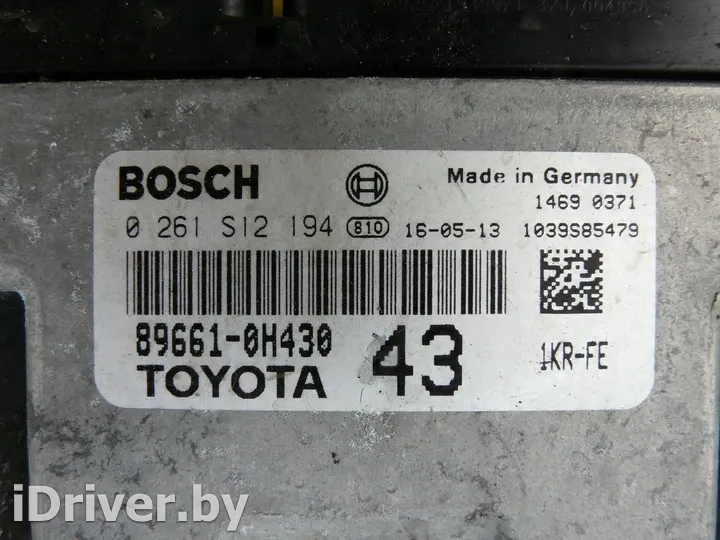 BOSCH
Made in Germany
1469 0371
0 261 S12 194 810 16-05-13 1039S85479
89661-0H430
43
1KR-FE
TOYOTA
iDriver.by